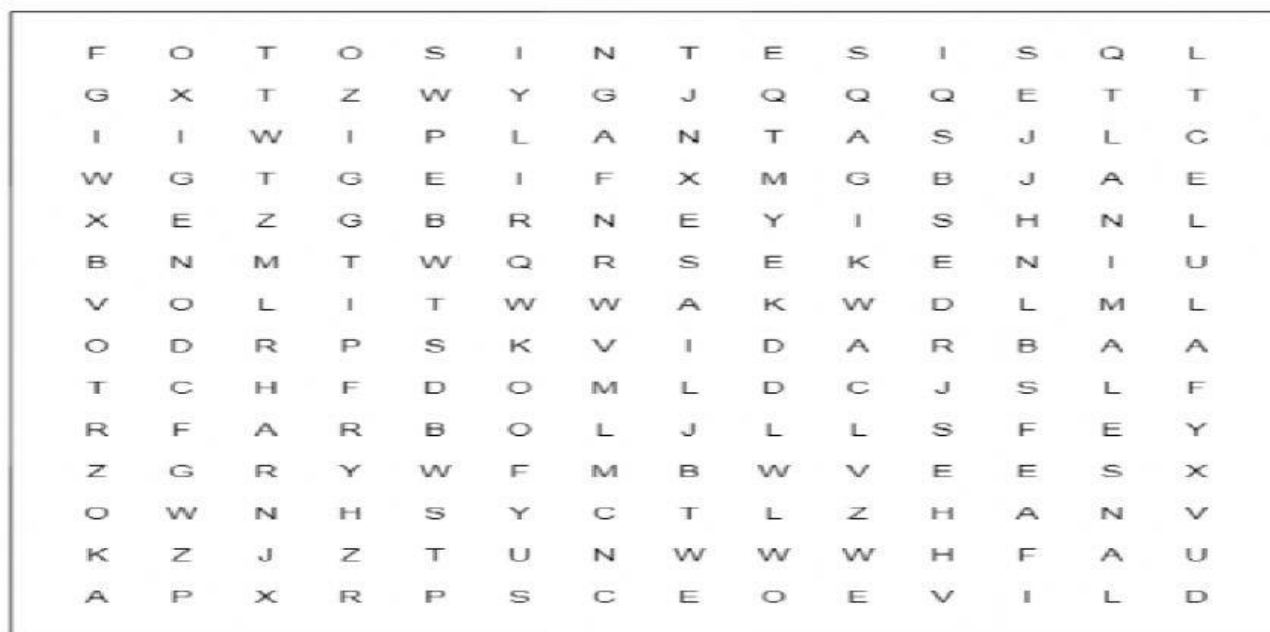 F O T O S I N T E S I S Q L
G X T Z W Y G J Q Q Q E T T
I I W I P L A N T A S J L C
W G T G E I F X M G B J A E
X E Z G B R N E Y I S H N L
B N M T W Q R S E K E N I U
V O L I T W W A K W D L M L
O D R P S K V I D A R B A A
T C H F D O M L D C J S L F
R F A R B O L J L L S F E Y
Z G R Y W F M B W V E E S X
O W N H S Y C T L Z H A N V
K Z J Z T U N W W W H F A U
A P X R P S C E O E V I L D